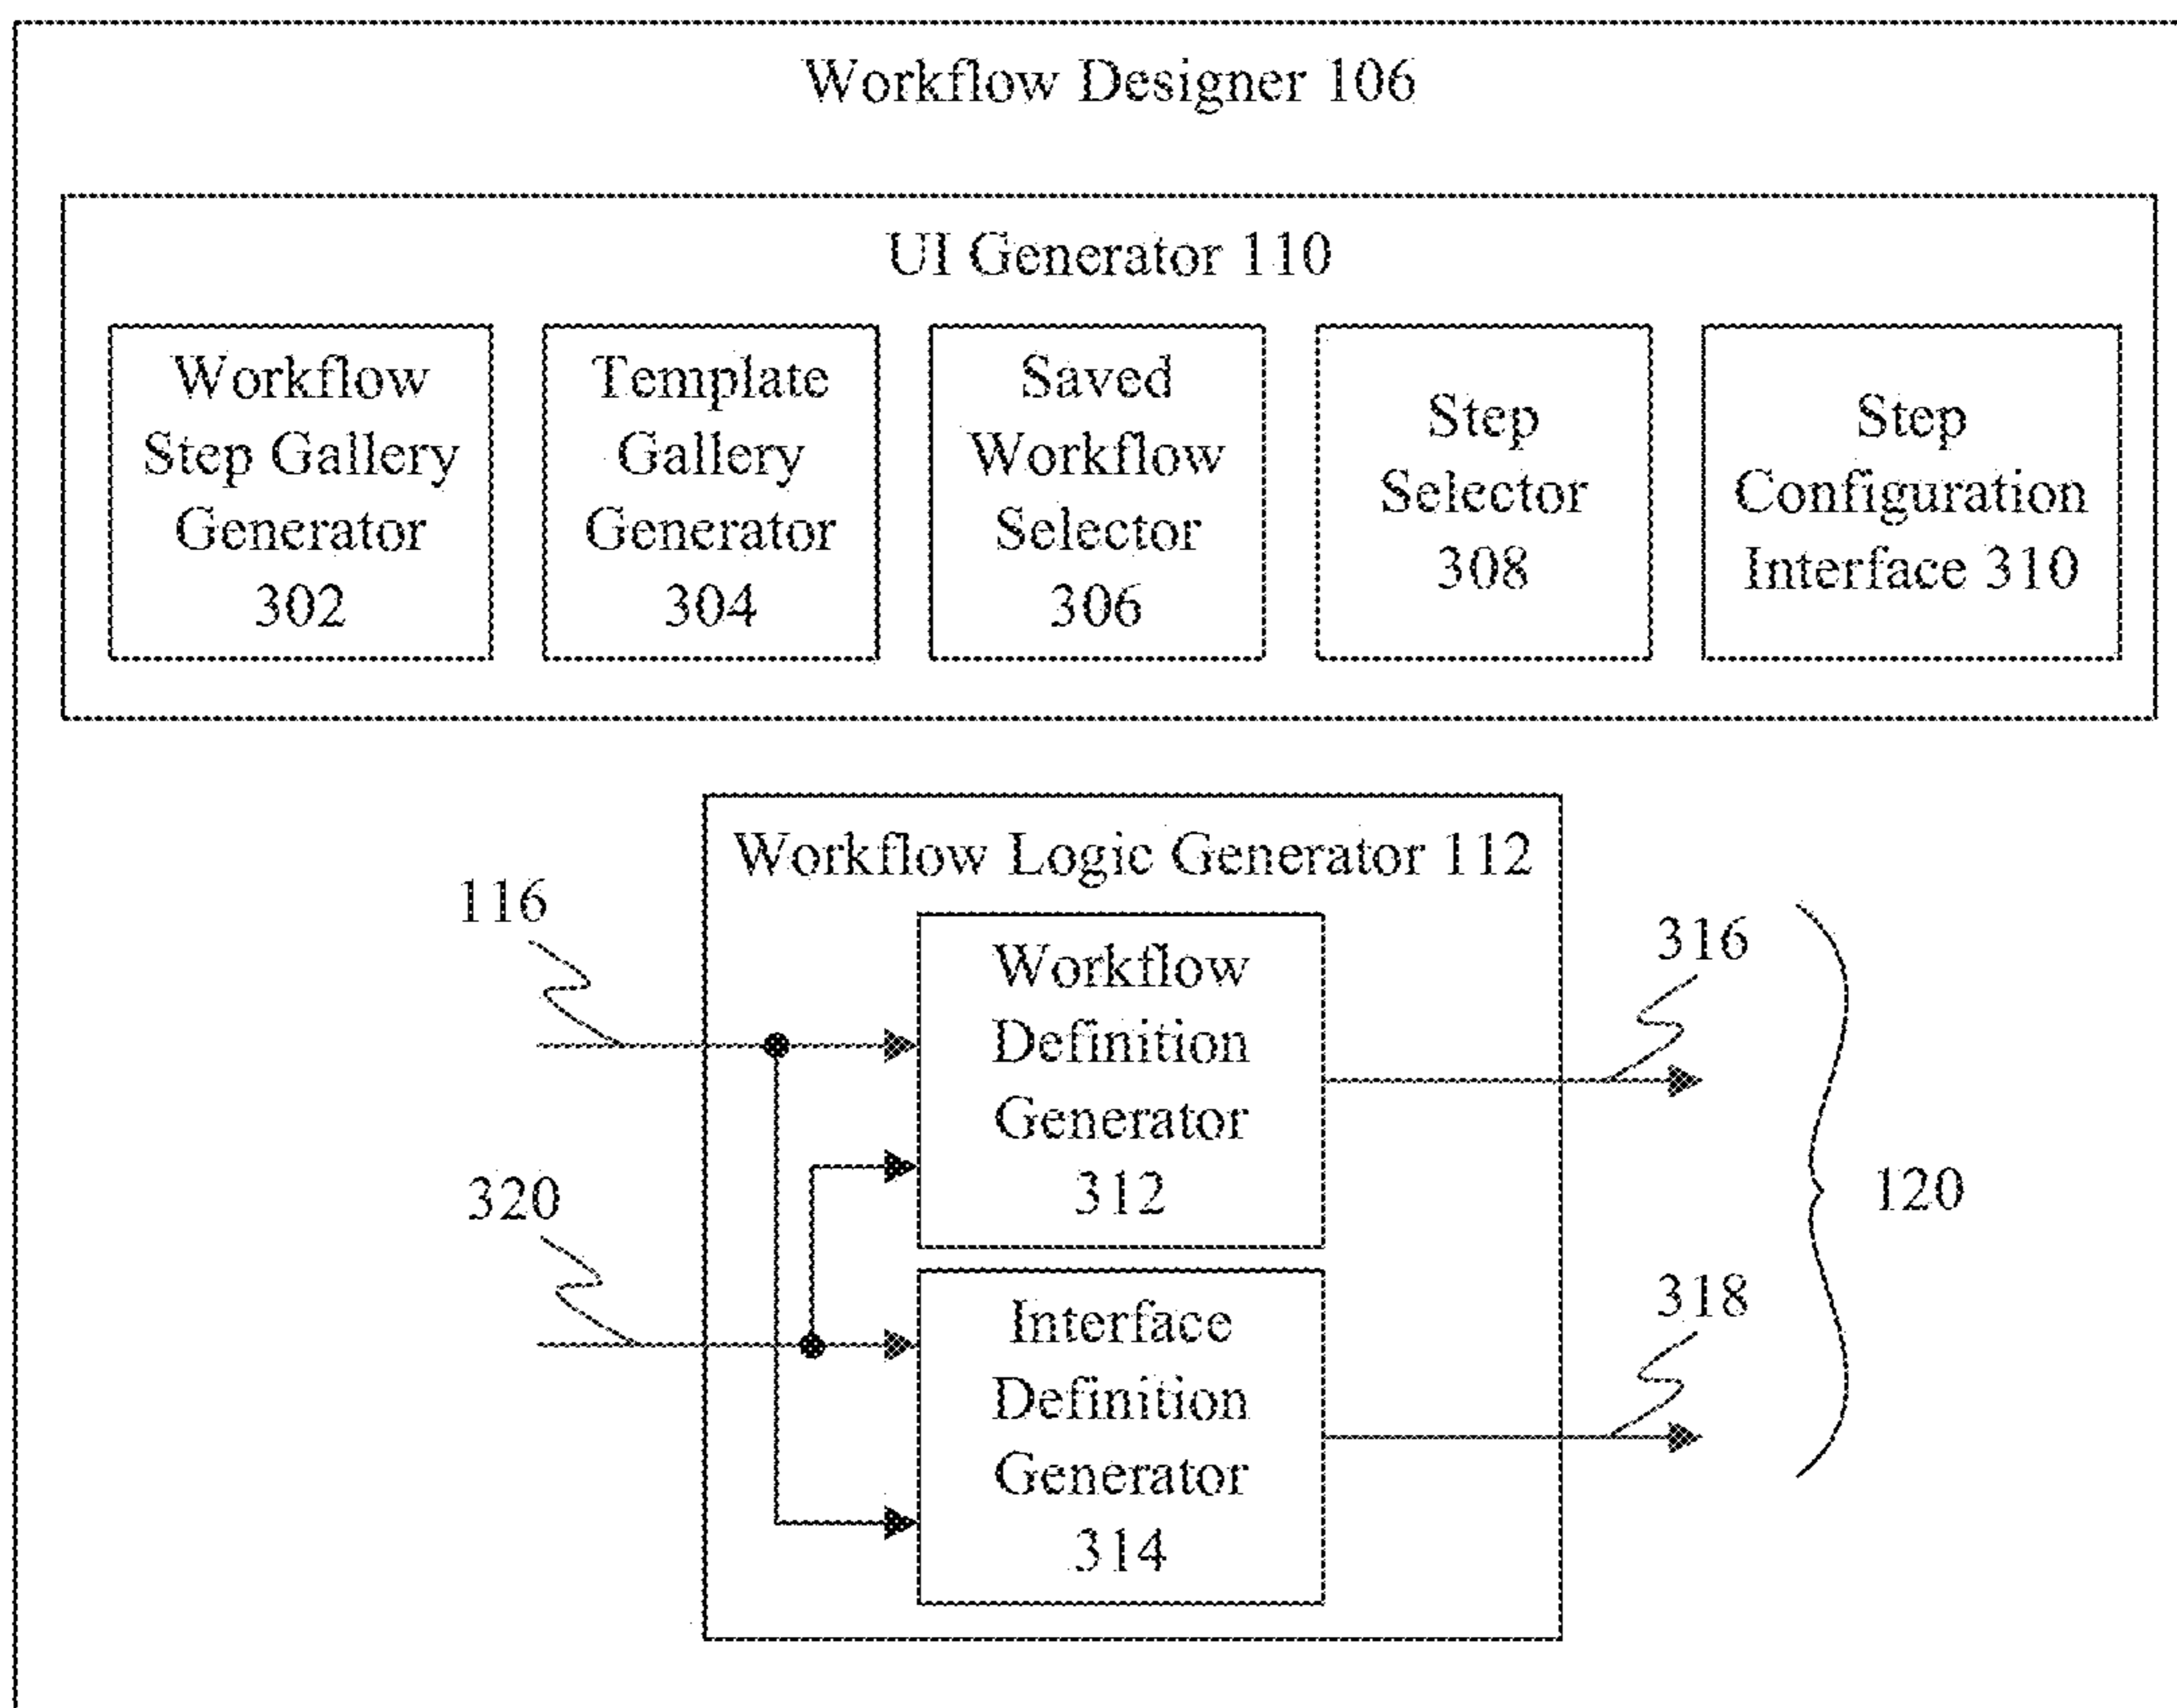 Workflow Designer 106
UI Generator 110
Workflow
Step Gallery
Generator
302
Template
Gallery
Generator
304
Saved
Workflow
Selector
306
Step
Selector
308
Step
Configuration
Interface 310
Workflow Logic Generator 112
116
320
Workflow
Definition
Generator
312
Interface
Definition
Generator
314
316
318
120